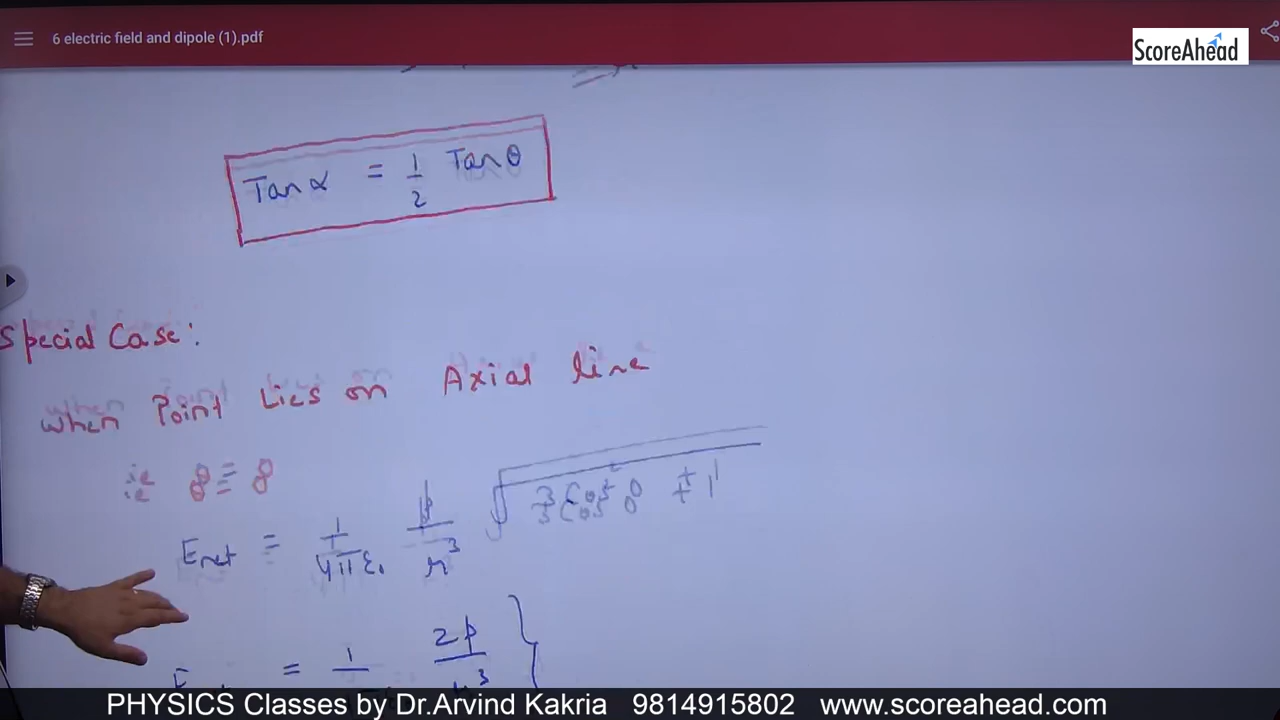 6 electric field and dipole (1).pdf
ScoreAhead
Tan α = 1/2 Tan θ
Special Case:
When Point Lies on Axial line
ie θ = 0
Enet = 1/4πε₀ p/r³ √3Cos²0 + 1
= 1 2p/r³ }
PHYSICS Classes by Dr.Arvind Kakria 9814915802 www.scoreahead.com